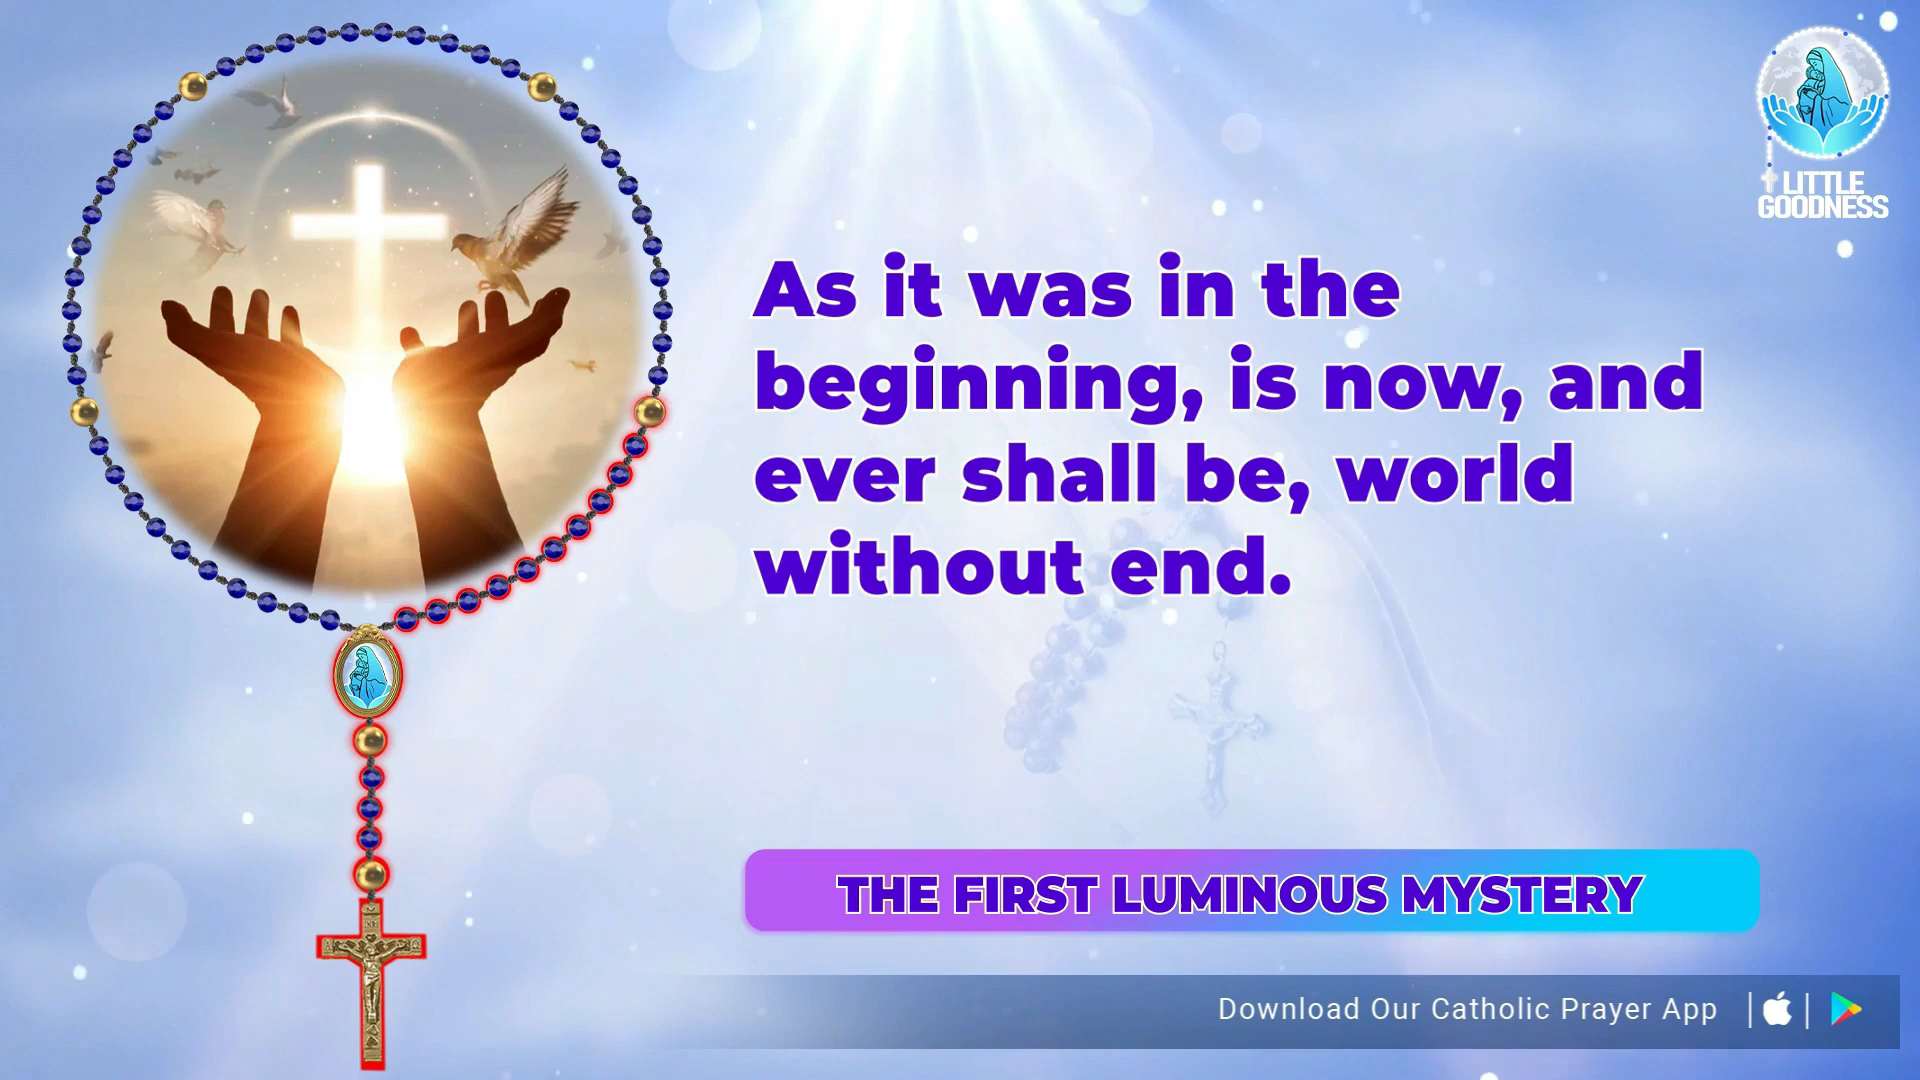 LITTLE
GOODNESS
As it was in the
beginning, is now, and
ever shall be, world
without end.
THE FIRST LUMINOUS MYSTERY
Download Our Catholic Prayer App